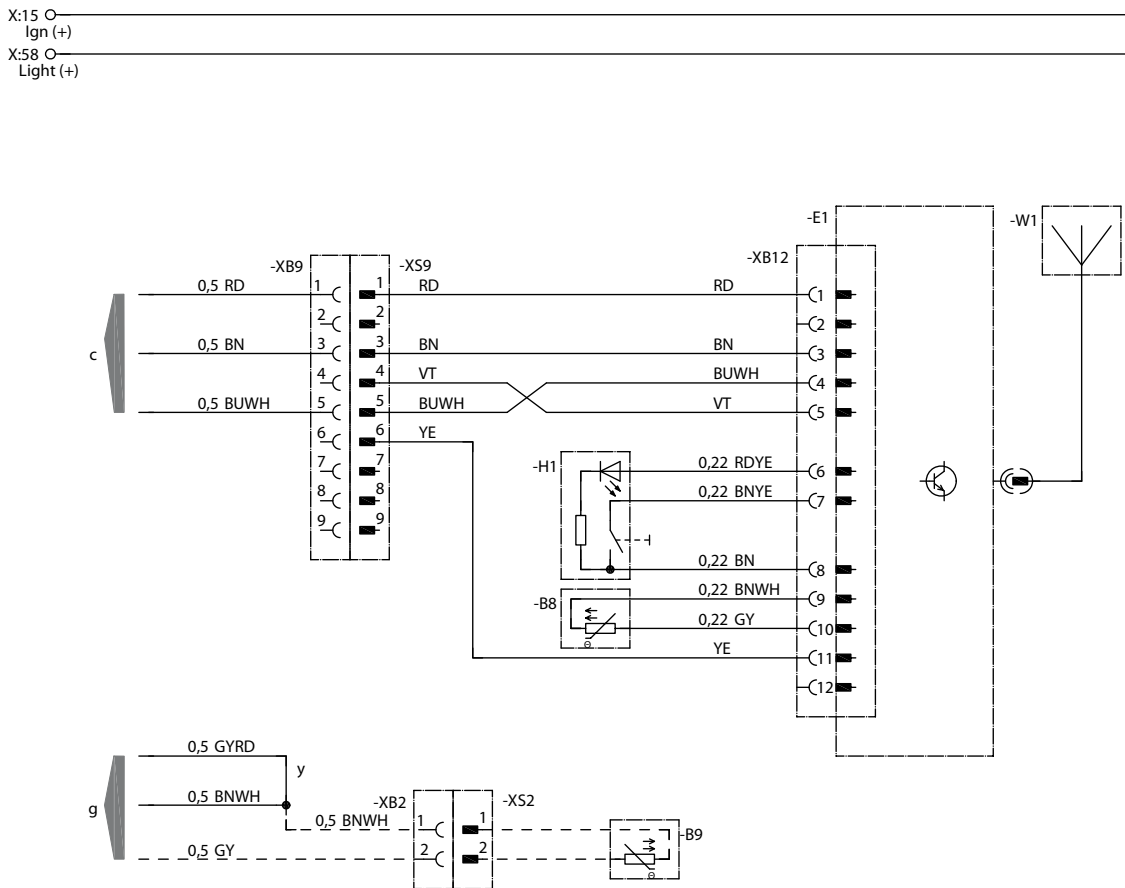 X:15
Ign (+)
X:58
Light (+)
-E1
-W1
-XB9
-XS9
-XB12
0,5 RD
1
1
RD
RD
1
2
2
2
c
0,5 BN
3
3
BN
BN
3
4
4
VT
BUWH
4
0,5 BUWH
5
5
BUWH
VT
5
6
6
YE
7
7
-H1
0,22 RDYE
6
8
8
0,22 BNYE
7
9
9
0,22 BN
8
-B8
0,22 BNWH
9
0,22 GY
10
Θ
YE
11
12
0,5 GYRD
y
g
0,5 BNWH
-XB2
-XS2
0,5 BNWH
1
1
-B9
0,5 GY
2
2
Θ